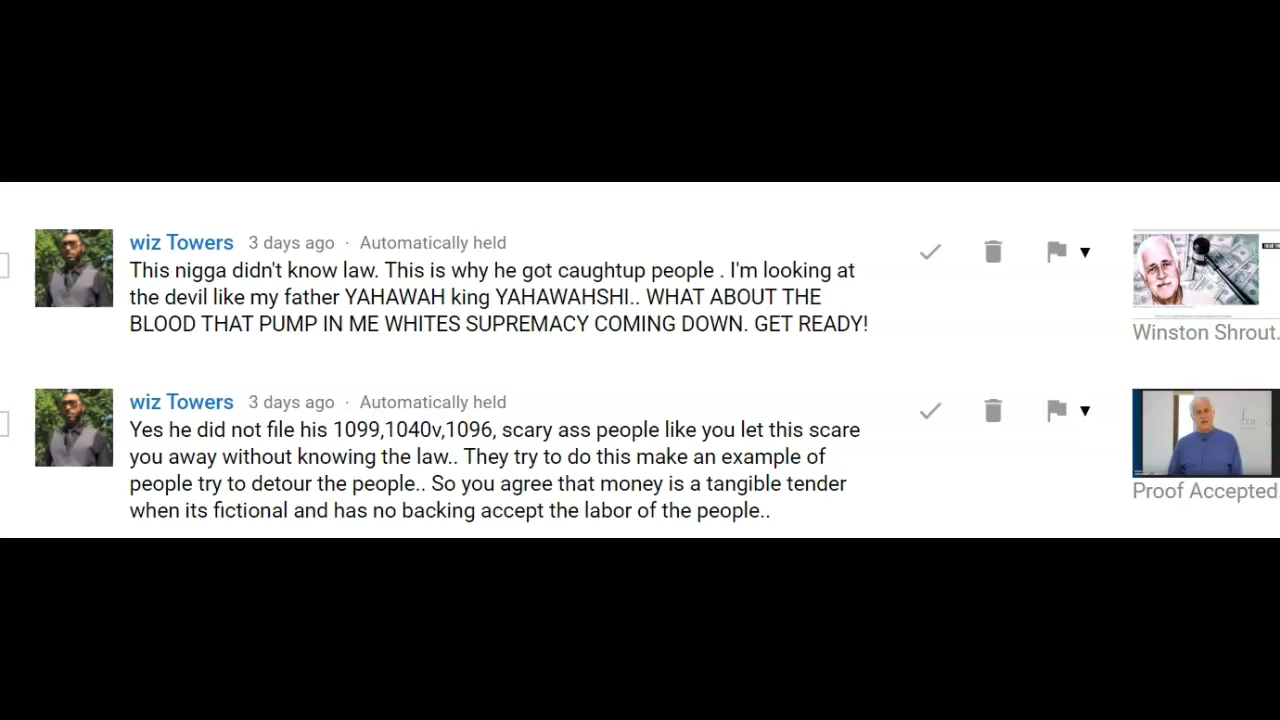 wiz Towers 3 days ago · Automatically held
This nigga didn't know law. This is why he got caughtup people . I'm looking at
the devil like my father YAHAWAH king YAHAWAHSHI.. WHAT ABOUT THE
BLOOD THAT PUMP IN ME WHITES SUPREMACY COMING DOWN. GET READY!
Winston Shrout.
wiz Towers 3 days ago · Automatically held
Yes he did not file his 1099,1040v,1096, scary ass people like you let this scare
you away without knowing the law.. They try to do this make an example of
people try to detour the people.. So you agree that money is a tangible tender
when its fictional and has no backing accept the labor of the people..
Proof Accepted